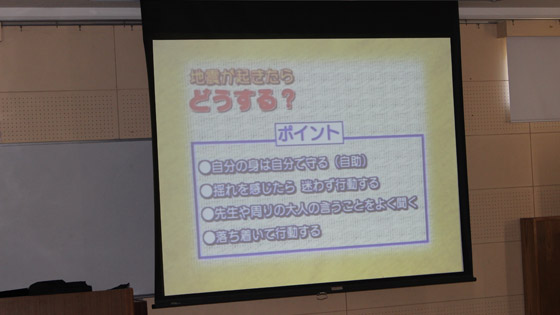 地震が起きたら
どうする？
ポイント
●自分の身は自分で守る（自助）
●揺れを感じたら 迷わず行動する
●先生や周りの大人の言うことをよく聞く
●落ち着いて行動する